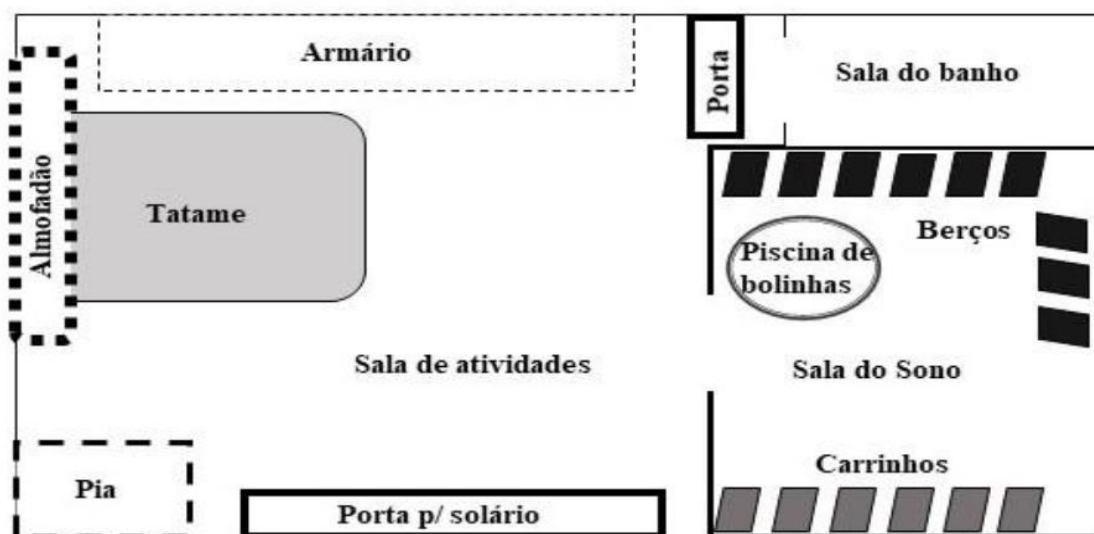 Armário
Porta
Sala do banho
Almofadão
Tatame
Berços
Piscina de
bolinhas
Sala de atividades
Sala do Sono
Carrinhos
Pia
Porta p/ solário